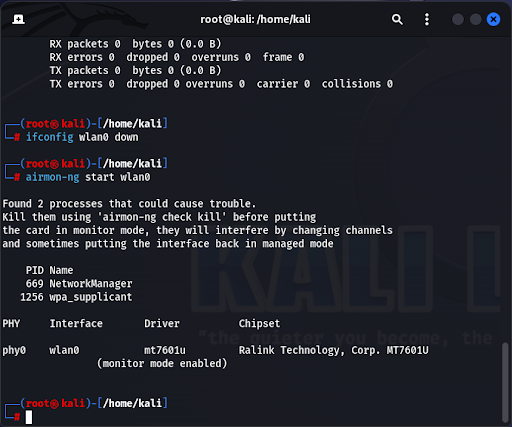 root@kali: /home/kali
RX packets 0  bytes 0 (0.0 B)
RX errors 0  dropped 0  overruns 0  frame 0
TX packets 0  bytes 0 (0.0 B)
TX errors 0  dropped 0 overruns 0  carrier 0  collisions 0
┌──(root㉿kali)-[/home/kali]
└─# ifconfig wlan0 down
┌──(root㉿kali)-[/home/kali]
└─# airmon-ng start wlan0
Found 2 processes that could cause trouble.
Kill them using 'airmon-ng check kill' before putting
the card in monitor mode, they will interfere by changing channels
and sometimes putting the interface back in managed mode
PID Name
669 NetworkManager
1256 wpa_supplicant
PHY     Interface       Driver          Chipset
phy0    wlan0           mt7601u         Ralink Technology, Corp. MT7601U
(monitor mode enabled)
┌──(root㉿kali)-[/home/kali]
└─#
KALI L
"the quieter you become, the